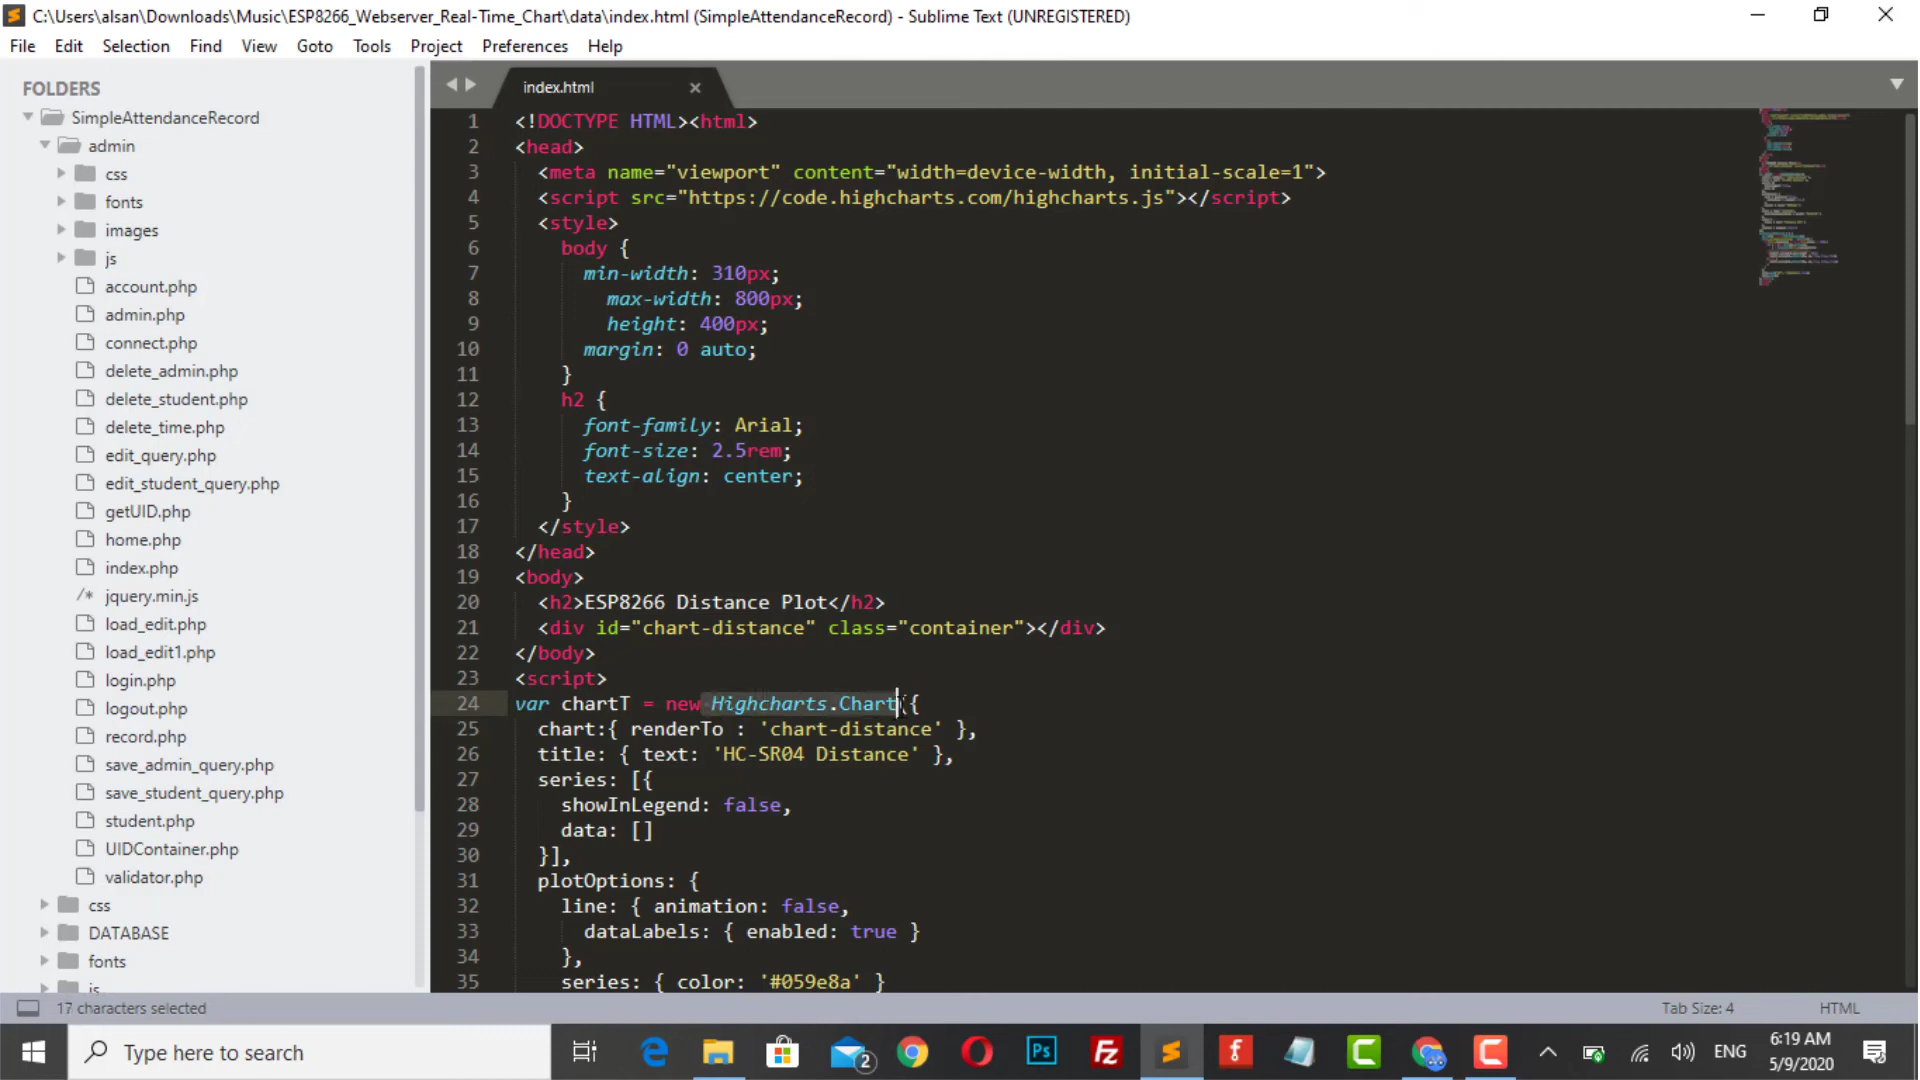 C:\Users\alsan\Downloads\Music\ESP8266_Webserver_Real-Time_Chart\data\index.html (SimpleAttendanceRecord) - Sublime Text (UNREGISTERED)
File Edit Selection Find View Goto Tools Project Preferences Help
FOLDERS
SimpleAttendanceRecord
admin
css
fonts
images
js
account.php
admin.php
connect.php
delete_admin.php
delete_student.php
delete_time.php
edit_query.php
edit_student_query.php
getUID.php
home.php
index.php
/* jquery.min.js
load_edit.php
load_edit1.php
login.php
logout.php
record.php
save_admin_query.php
save_student_query.php
student.php
UIDContainer.php
validator.php
css
DATABASE
fonts
js
index.html
1 <!DOCTYPE HTML><html>
2 <head>
3 <meta name="viewport" content="width=device-width, initial-scale=1">
4 <script src="https://code.highcharts.com/highcharts.js"></script>
5 <style>
6 body {
7 min-width: 310px;
8 max-width: 800px;
9 height: 400px;
10 margin: 0 auto;
11 }
12 h2 {
13 font-family: Arial;
14 font-size: 2.5rem;
15 text-align: center;
16 }
17 </style>
18 </head>
19 <body>
20 <h2>ESP8266 Distance Plot</h2>
21 <div id="chart-distance" class="container"></div>
22 </body>
23 <script>
24 var chartT = new Highcharts.Chart({
25 chart:{ renderTo : 'chart-distance' },
26 title: { text: 'HC-SR04 Distance' },
27 series: [{
28 showInLegend: false,
29 data: []
30 }],
31 plotOptions: {
32 line: { animation: false,
33 dataLabels: { enabled: true }
34 },
35 series: { color: '#059e8a' }
17 characters selected
Tab Size: 4
HTML
Type here to search
2
Ps
Fz
ENG
6:19 AM
5/9/2020